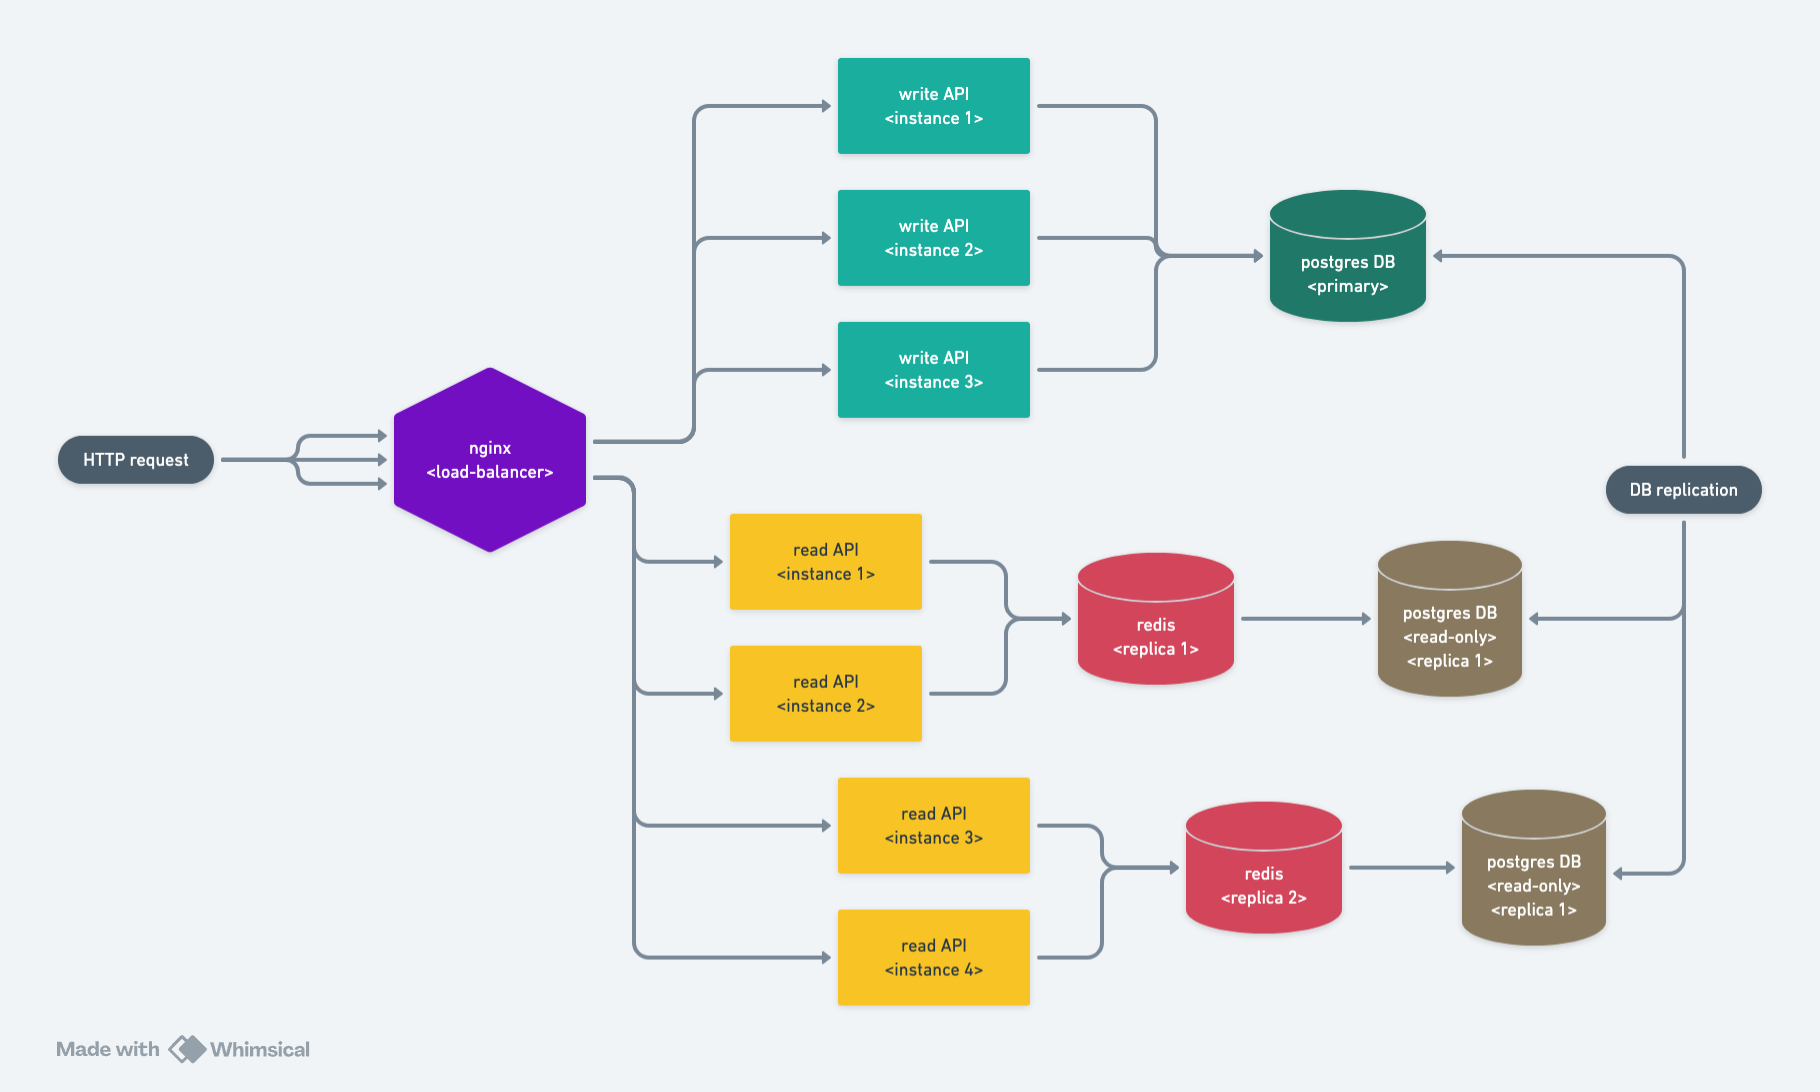 write API
<instance 1>
write API
<instance 2>
postgres DB
<primary>
write API
<instance 3>
HTTP request
nginx
<load-balancer>
DB replication
read API
<instance 1>
redis
<replica 1>
postgres DB
<read-only>
<replica 1>
read API
<instance 2>
read API
<instance 3>
redis
<replica 2>
postgres DB
<read-only>
<replica 1>
read API
<instance 4>
Made with Whimsical